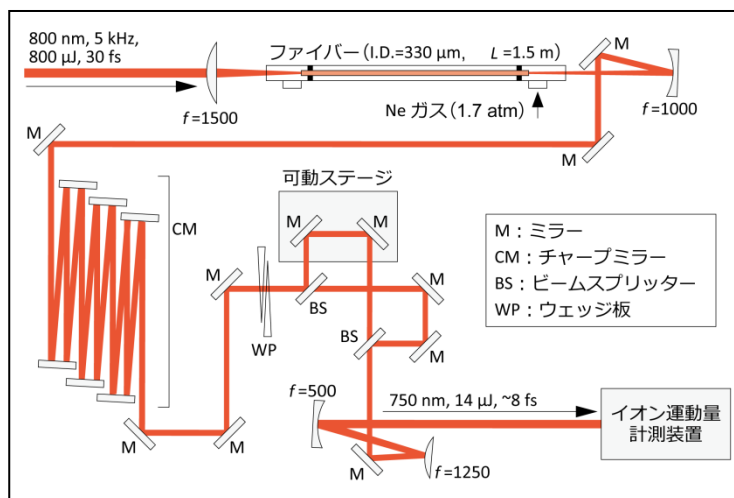 800 nm, 5 kHz,
800 μJ, 30 fs
f=1500
ファイバー(I.D.=330 μm, L=1.5 m)
Ne ガス(1.7 atm)
M
f=1000
M
M
CM
可動ステージ
M
M
M
WP
BS
M
BS
M
M:ミラー
CM:チャープミラー
BS:ビームスプリッター
WP:ウェッジ板
M
M
f=500
750 nm, 14 μJ, ~8 fs
イオン運動量
計測装置
M
f=1250